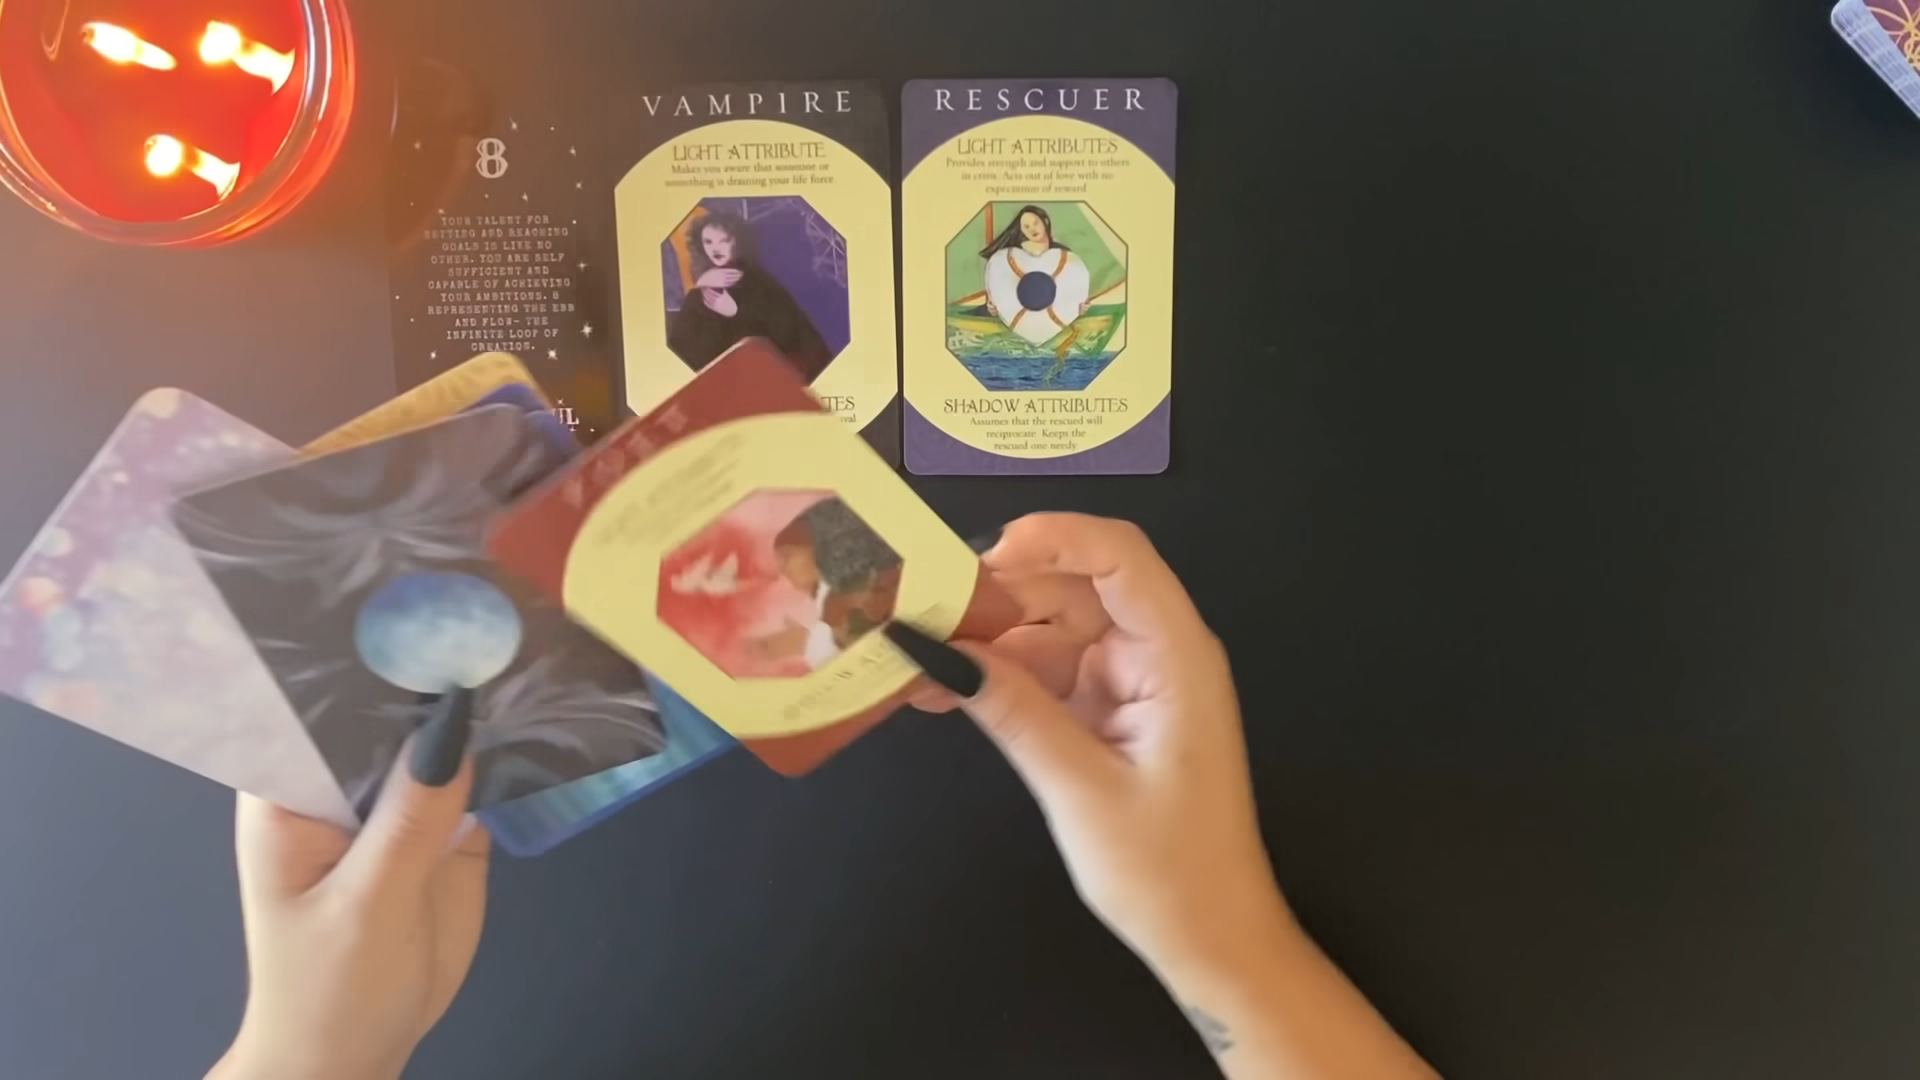 8
YOUR TALENT FOR
SETTING AND REACHING
GOALS IS LIKE NO
OTHER. YOU ARE SELF
SUFFICIENT AND
CAPABLE OF ACHIEVING
YOUR AMBITIONS. 8
REPRESENTING THE EBB
AND FLOW- THE
INFINITE LOOP OF
CREATION.
UL
VAMPIRE
LIGHT ATTRIBUTE
Makes you aware that someone or
something is draining your life force
TES
ival
RESCUER
LIGHT ATTRIBUTES
Provides strength and support to others
in crisis. Acts out of love with no
expectation of reward
SHADOW ATTRIBUTES
Assumes that the rescued will
reciprocate. Keeps the
rescued one needy